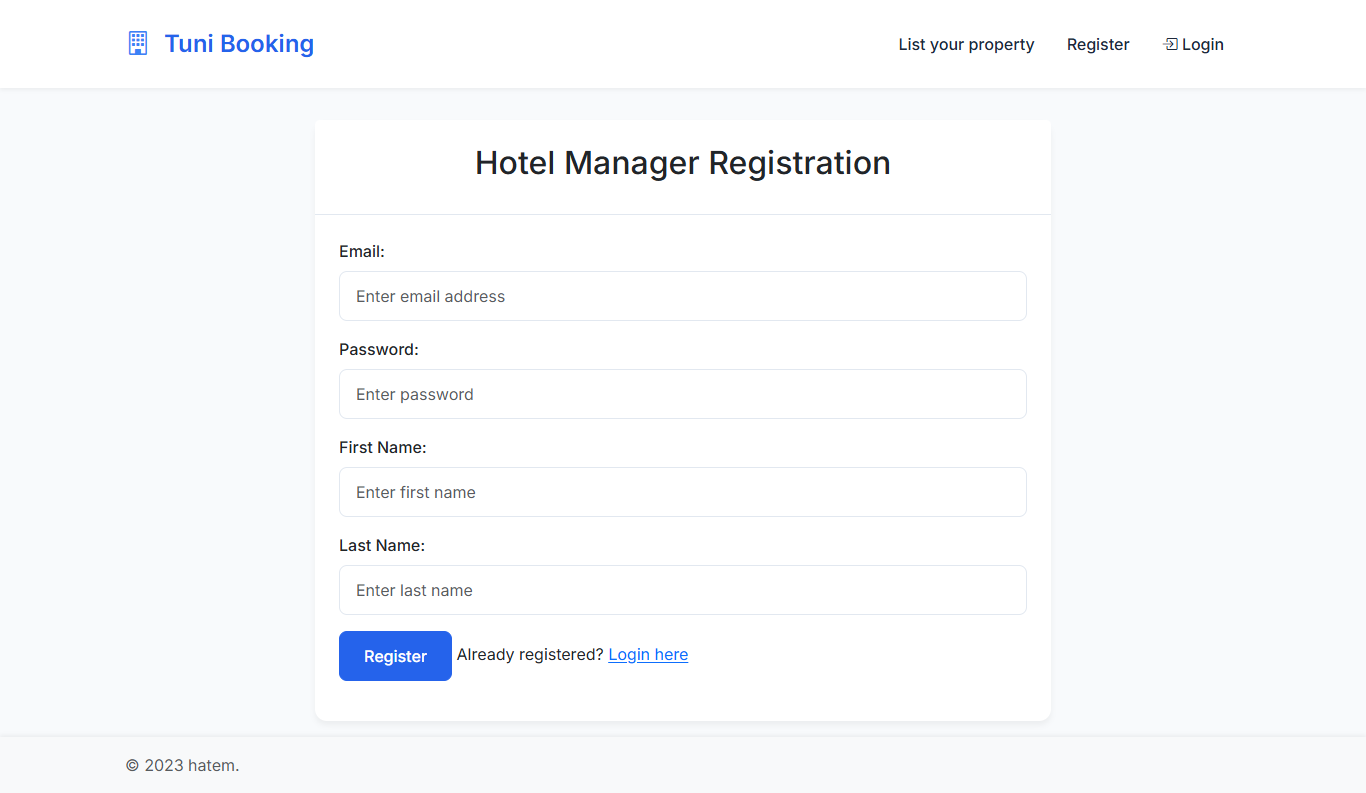 Tuni Booking
List your property
Register
Login
Hotel Manager Registration
Email:
Enter email address
Password:
Enter password
First Name:
Enter first name
Last Name:
Enter last name
Register Already registered? Login here
© 2023 hatem.